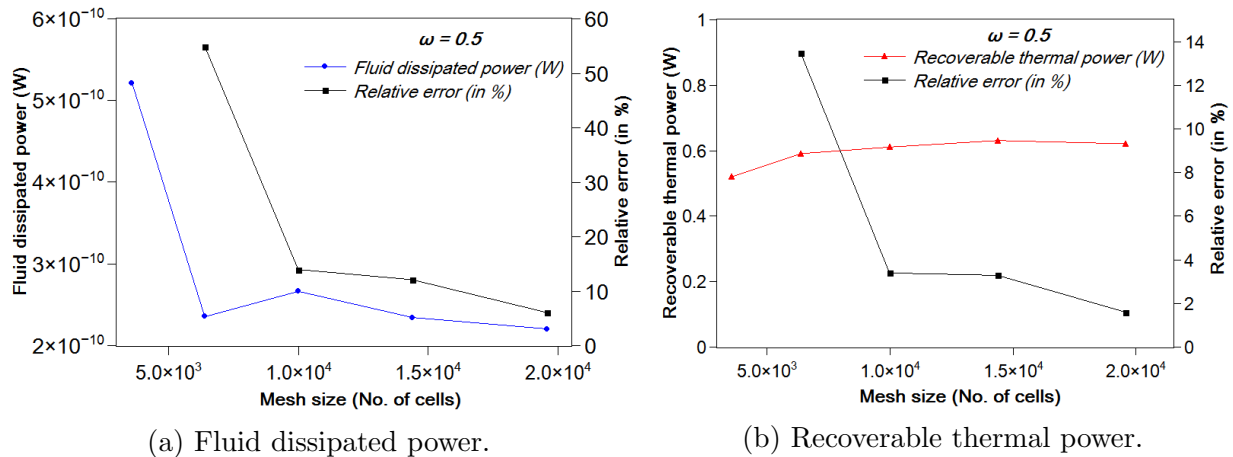 6×10⁻¹⁰
5×10⁻¹⁰
4×10⁻¹⁰
3×10⁻¹⁰
2×10⁻¹⁰
Fluid dissipated power (W)
ω = 0.5
Fluid dissipated power (W)
Relative error (in %)
60
50
40
30
20
10
0
Relative error (in %)
5.0×10³
1.0×10⁴
1.5×10⁴
2.0×10⁴
Mesh size (No. of cells)
(a) Fluid dissipated power.
1
0.8
0.6
0.4
0.2
0
Recoverable thermal power (W)
ω = 0.5
Recoverable thermal power (W)
Relative error (in %)
14
12
10
8
6
4
2
0
Relative error (in %)
5.0×10³
1.0×10⁴
1.5×10⁴
2.0×10⁴
Mesh size (No. of cells)
(b) Recoverable thermal power.